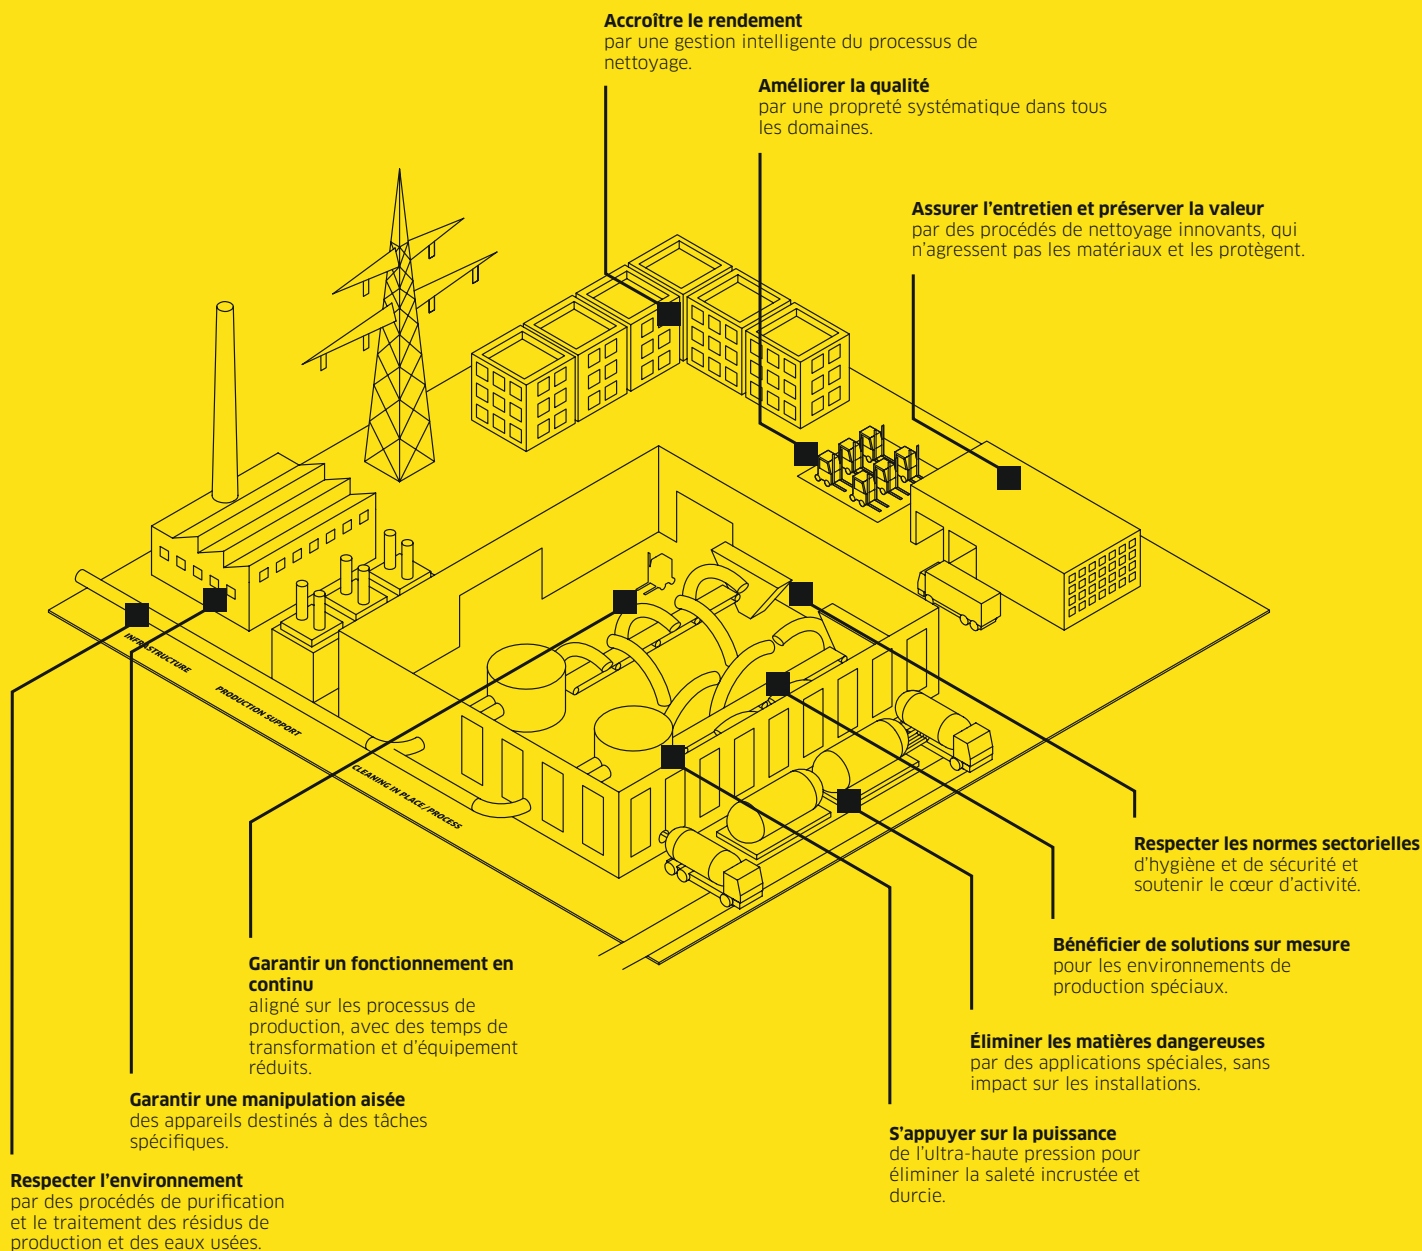 Accroître le rendement
par une gestion intelligente du processus de
nettoyage.
Améliorer la qualité
par une propreté systématique dans tous
les domaines.
Assurer l'entretien et préserver la valeur
par des procédés de nettoyage innovants, qui
n'agressent pas les matériaux et les protègent.
INFRASTRUCTURE
PRODUCTION SUPPORT
CLEANING IN PLACE/PROCESS
Respecter les normes sectorielles
d'hygiène et de sécurité et
soutenir le cœur d'activité.
Bénéficier de solutions sur mesure
pour les environnements de
production spéciaux.
Garantir un fonctionnement en
continu
aligné sur les processus de
production, avec des temps de
transformation et d'équipement
réduits.
Éliminer les matières dangereuses
par des applications spéciales, sans
impact sur les installations.
Garantir une manipulation aisée
des appareils destinés à des tâches
spécifiques.
S'appuyer sur la puissance
de l'ultra-haute pression pour
éliminer la saleté incrustée et
durcie.
Respecter l'environnement
par des procédés de purification
et le traitement des résidus de
production et des eaux usées.